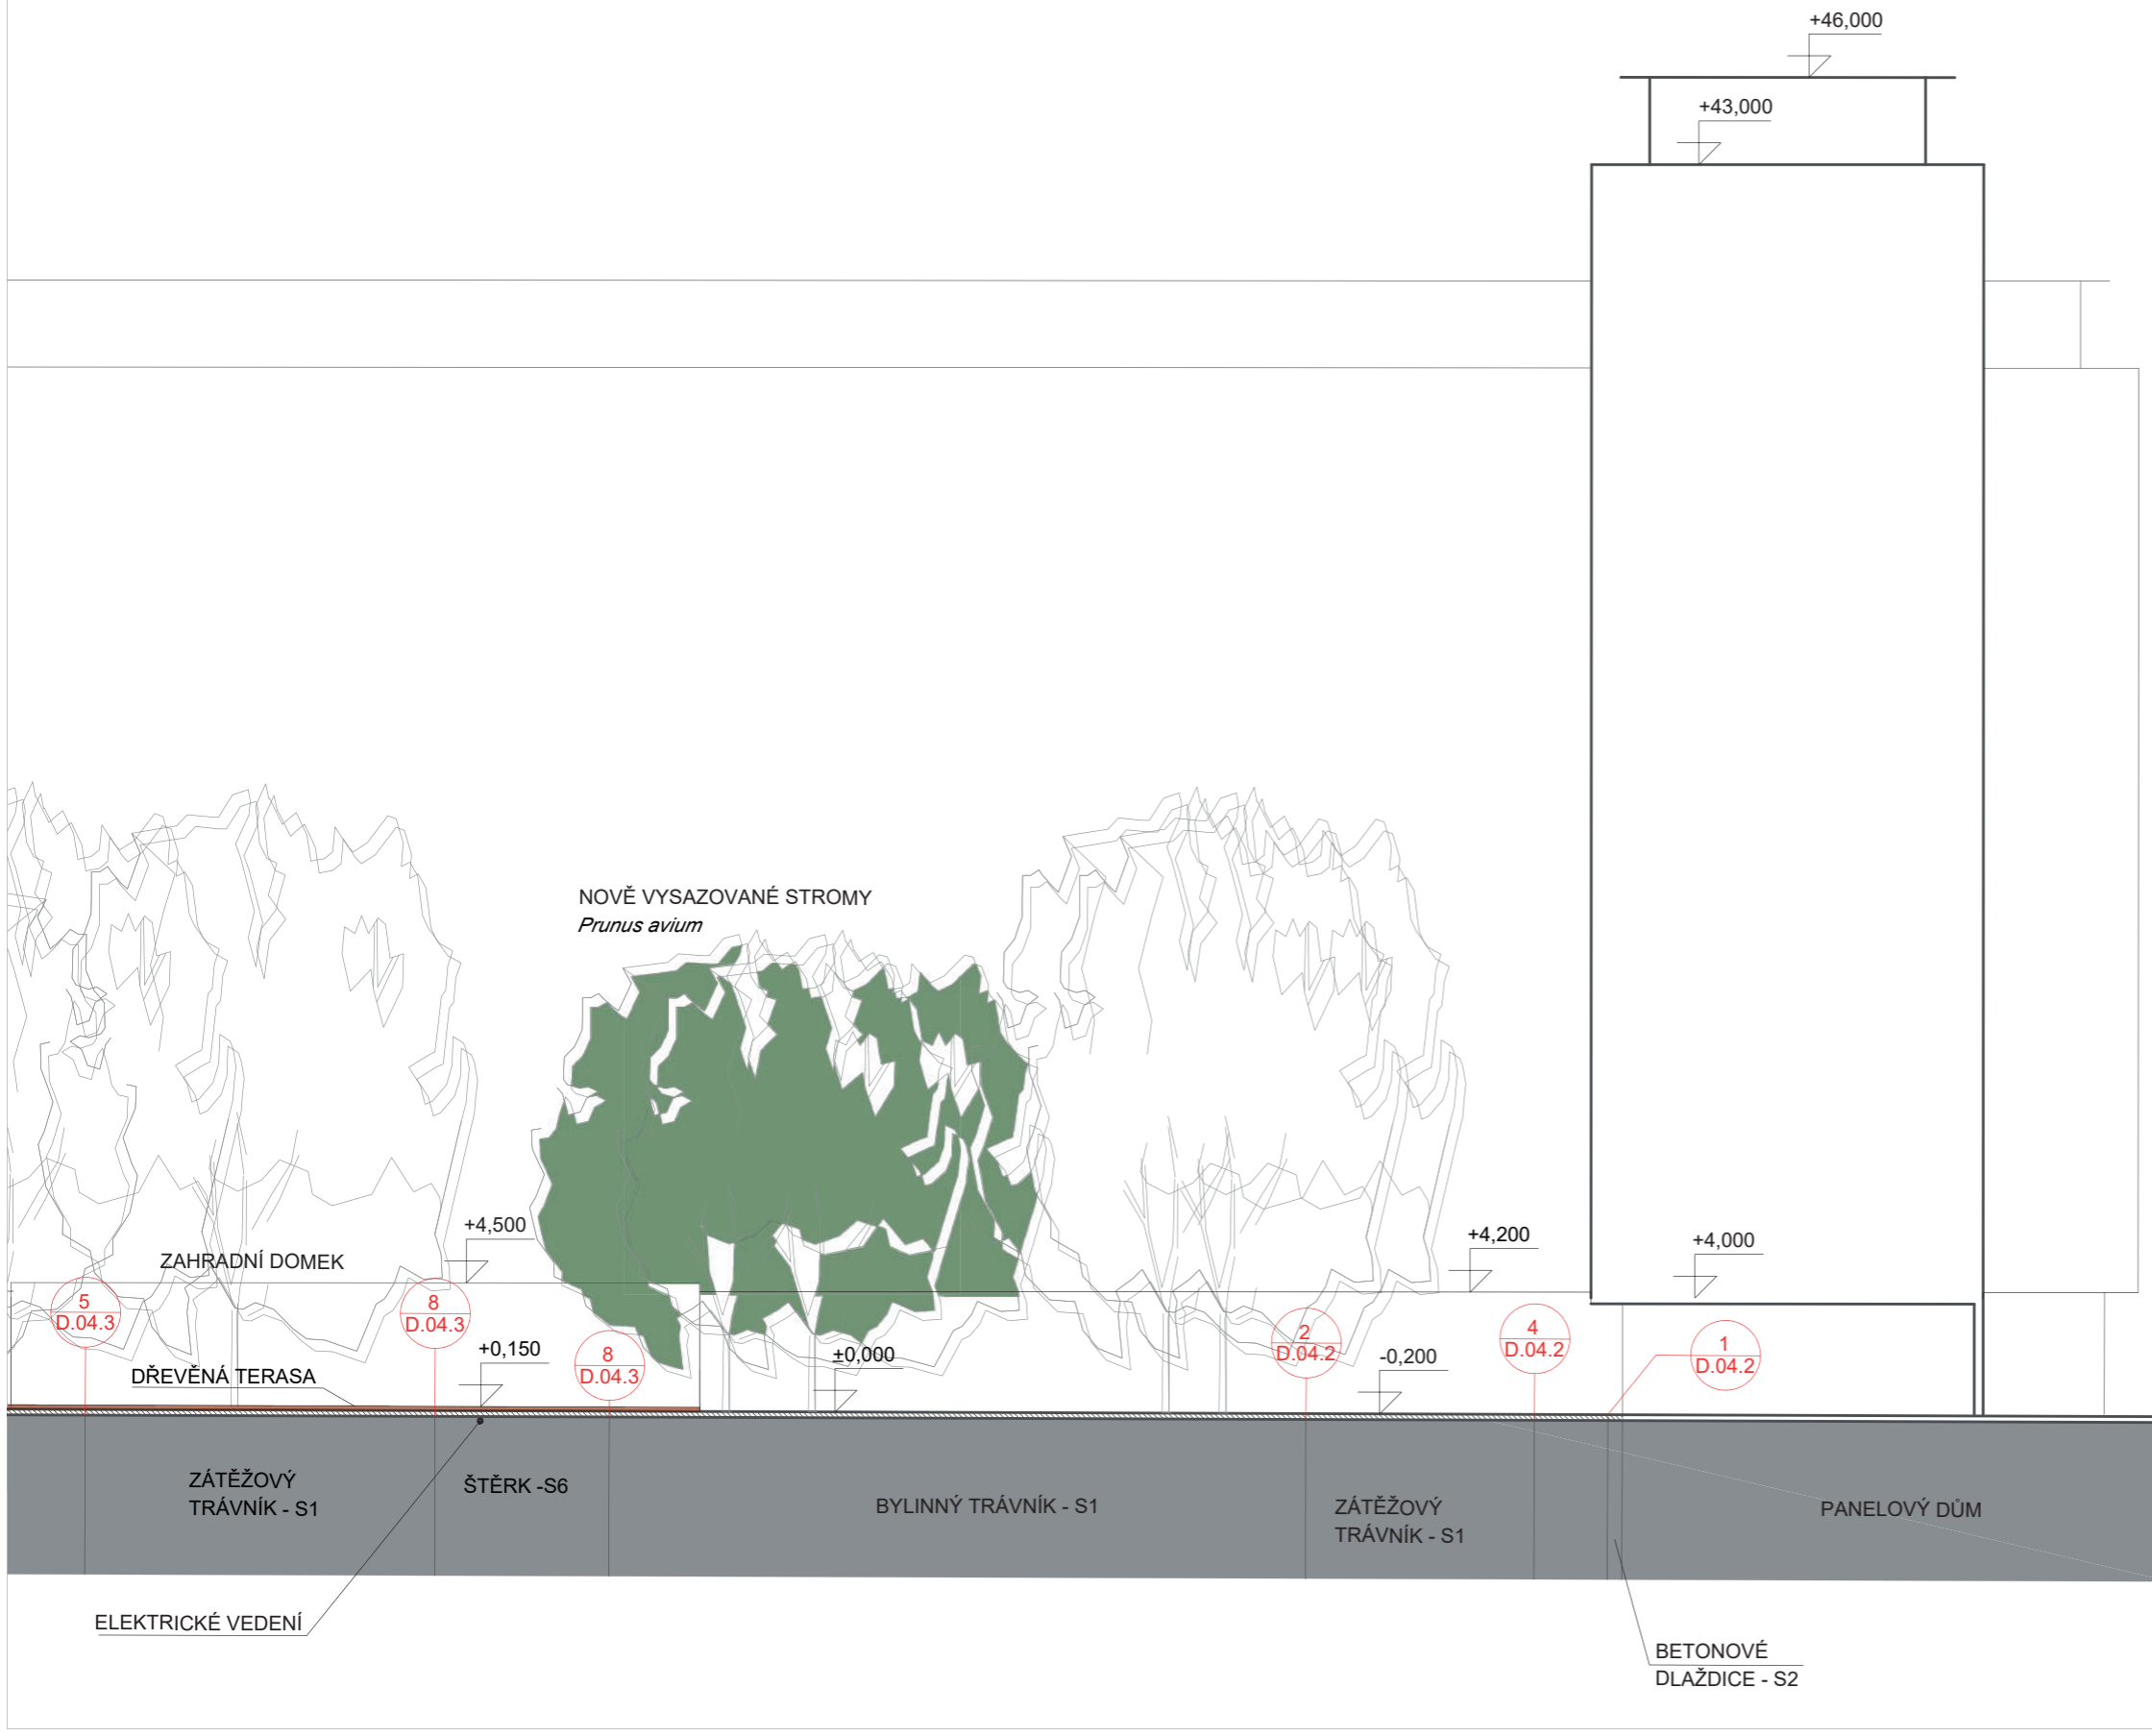 +46,000
+43,000
NOVĚ VYSAZOVANÉ STROMY
Prunus avium
+4,500
ZAHRADNÍ DOMEK
+4,200
+4,000
5
D.04.3
8
D.04.3
8
D.04.3
2
D.04.2
4
D.04.2
1
D.04.2
+0,150
±0,000
-0,200
DŘEVĚNÁ TERASA
ZÁTĚŽOVÝ
TRÁVNÍK - S1
ŠTĚRK -S6
BYLINNÝ TRÁVNÍK - S1
ZÁTĚŽOVÝ
TRÁVNÍK - S1
PANELOVÝ DŮM
ELEKTRICKÉ VEDENÍ
BETONOVÉ
DLAŽDICE - S2